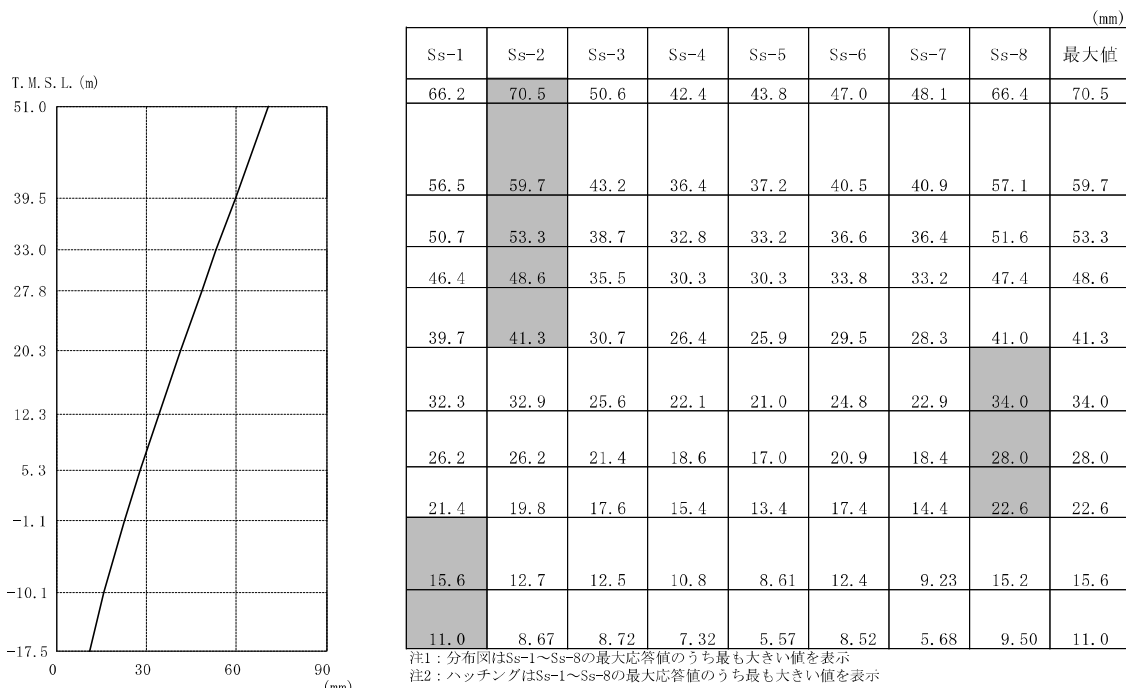 (mm)
Ss-1 Ss-2 Ss-3 Ss-4 Ss-5 Ss-6 Ss-7 Ss-8 最大値
T.M.S.L.(m)
51.0 66.2 70.5 50.6 42.4 43.8 47.0 48.1 66.4 70.5
39.5 56.5 59.7 43.2 36.4 37.2 40.5 40.9 57.1 59.7
33.0 50.7 53.3 38.7 32.8 33.2 36.6 36.4 51.6 53.3
27.8 46.4 48.6 35.5 30.3 30.3 33.8 33.2 47.4 48.6
20.3 39.7 41.3 30.7 26.4 25.9 29.5 28.3 41.0 41.3
12.3 32.3 32.9 25.6 22.1 21.0 24.8 22.9 34.0 34.0
5.3 26.2 26.2 21.4 18.6 17.0 20.9 18.4 28.0 28.0
-1.1 21.4 19.8 17.6 15.4 13.4 17.4 14.4 22.6 22.6
-10.1 15.6 12.7 12.5 10.8 8.61 12.4 9.23 15.2 15.6
-17.5 11.0 8.67 8.72 7.32 5.57 8.52 5.68 9.50 11.0
0 30 60 90
(mm)
注1：分布図はSs-1～Ss-8の最大応答値のうち最も大きい値を表示
注2：ハッチングはSs-1～Ss-8の最大応答値のうち最も大きい値を表示